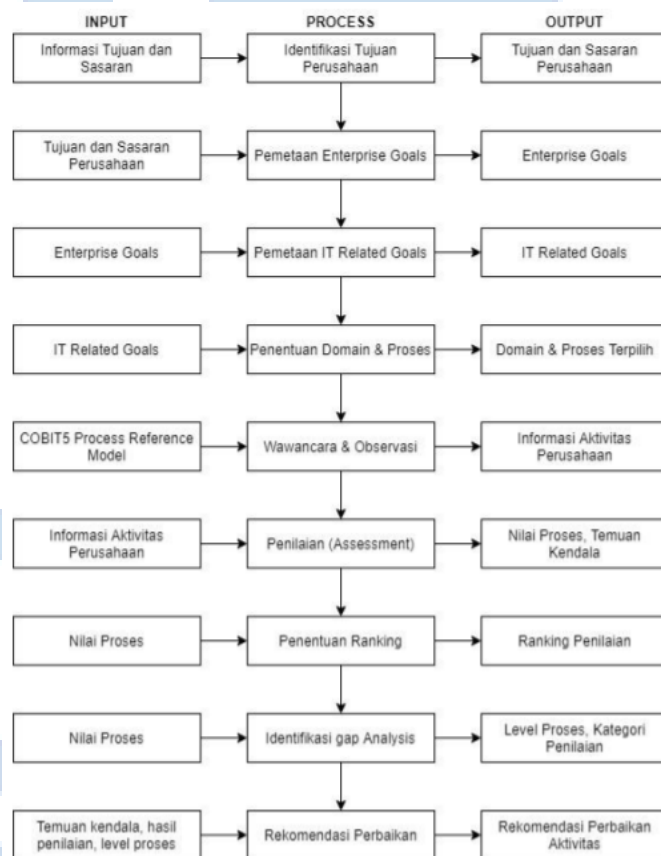 INPUT PROCESS OUTPUT
Informasi Tujuan dan
Sasaran
Identifikasi Tujuan
Perusahaan
Tujuan dan Sasaran
Perusahaan
Tujuan dan Sasaran
Perusahaan
Pemetaan Enterprise Goals
Enterprise Goals
Enterprise Goals
Pemetaan IT Related Goals
IT Related Goals
IT Related Goals
Penentuan Domain & Proses
Domain & Proses Terpilih
COBIT5 Process Reference
Model
Wawancara & Observasi
Informasi Aktivitas
Perusahaan
Informasi Aktivitas
Perusahaan
Penilaian (Assessment)
Nilai Proses, Temuan
Kendala
Nilai Proses
Penentuan Ranking
Ranking Penilaian
Nilai Proses
Identifikasi gap Analysis
Level Proses, Kategori
Penilaian
Temuan kendala, hasil
penilaian, level proses
Rekomendasi Perbaikan
Rekomendasi Perbaikan
Aktivitas